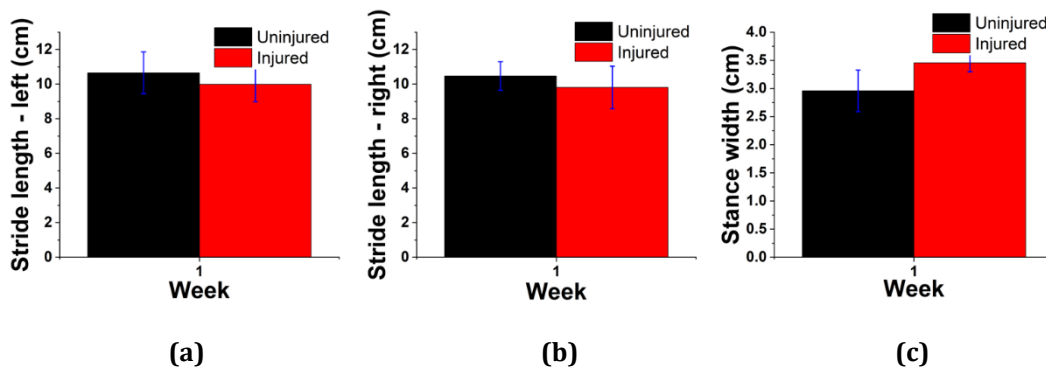 Stride length - left (cm)
12
10
8
6
4
2
0
Uninjured
Injured
1
Week
(a)
Stride length - right (cm)
12
10
8
6
4
2
0
Uninjured
Injured
1
Week
(b)
Stance width (cm)
4.0
3.5
3.0
2.5
2.0
1.5
1.0
0.5
0.0
Uninjured
Injured
1
Week
(c)